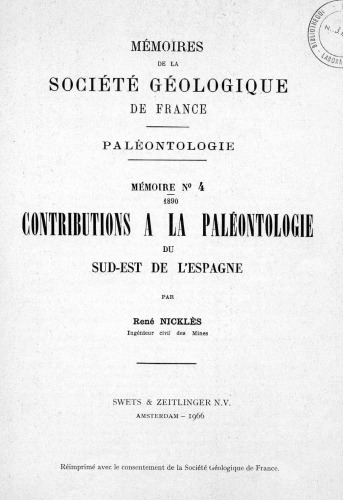 MÉMOIRES
DE LA
SOCIÉTÉ GÉOLOGIQUE
DE FRANCE
PALÉONTOLOGIE
MÉMOIRE Nº 4
1890
CONTRIBUTIONS A LA PALÉONTOLOGIE
DU
SUD-EST DE L'ESPAGNE
PAR
René NICKLÈS
Ingénieur civil des Mines
SWETS & ZEITLINGER N.V.
AMSTERDAM – 1966
Réimprimé avec le consentement de la Société Géologique de France.